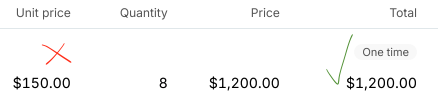 Unit price Quantity Price Total
One time
$150.00 8 $1,200.00 $1,200.00